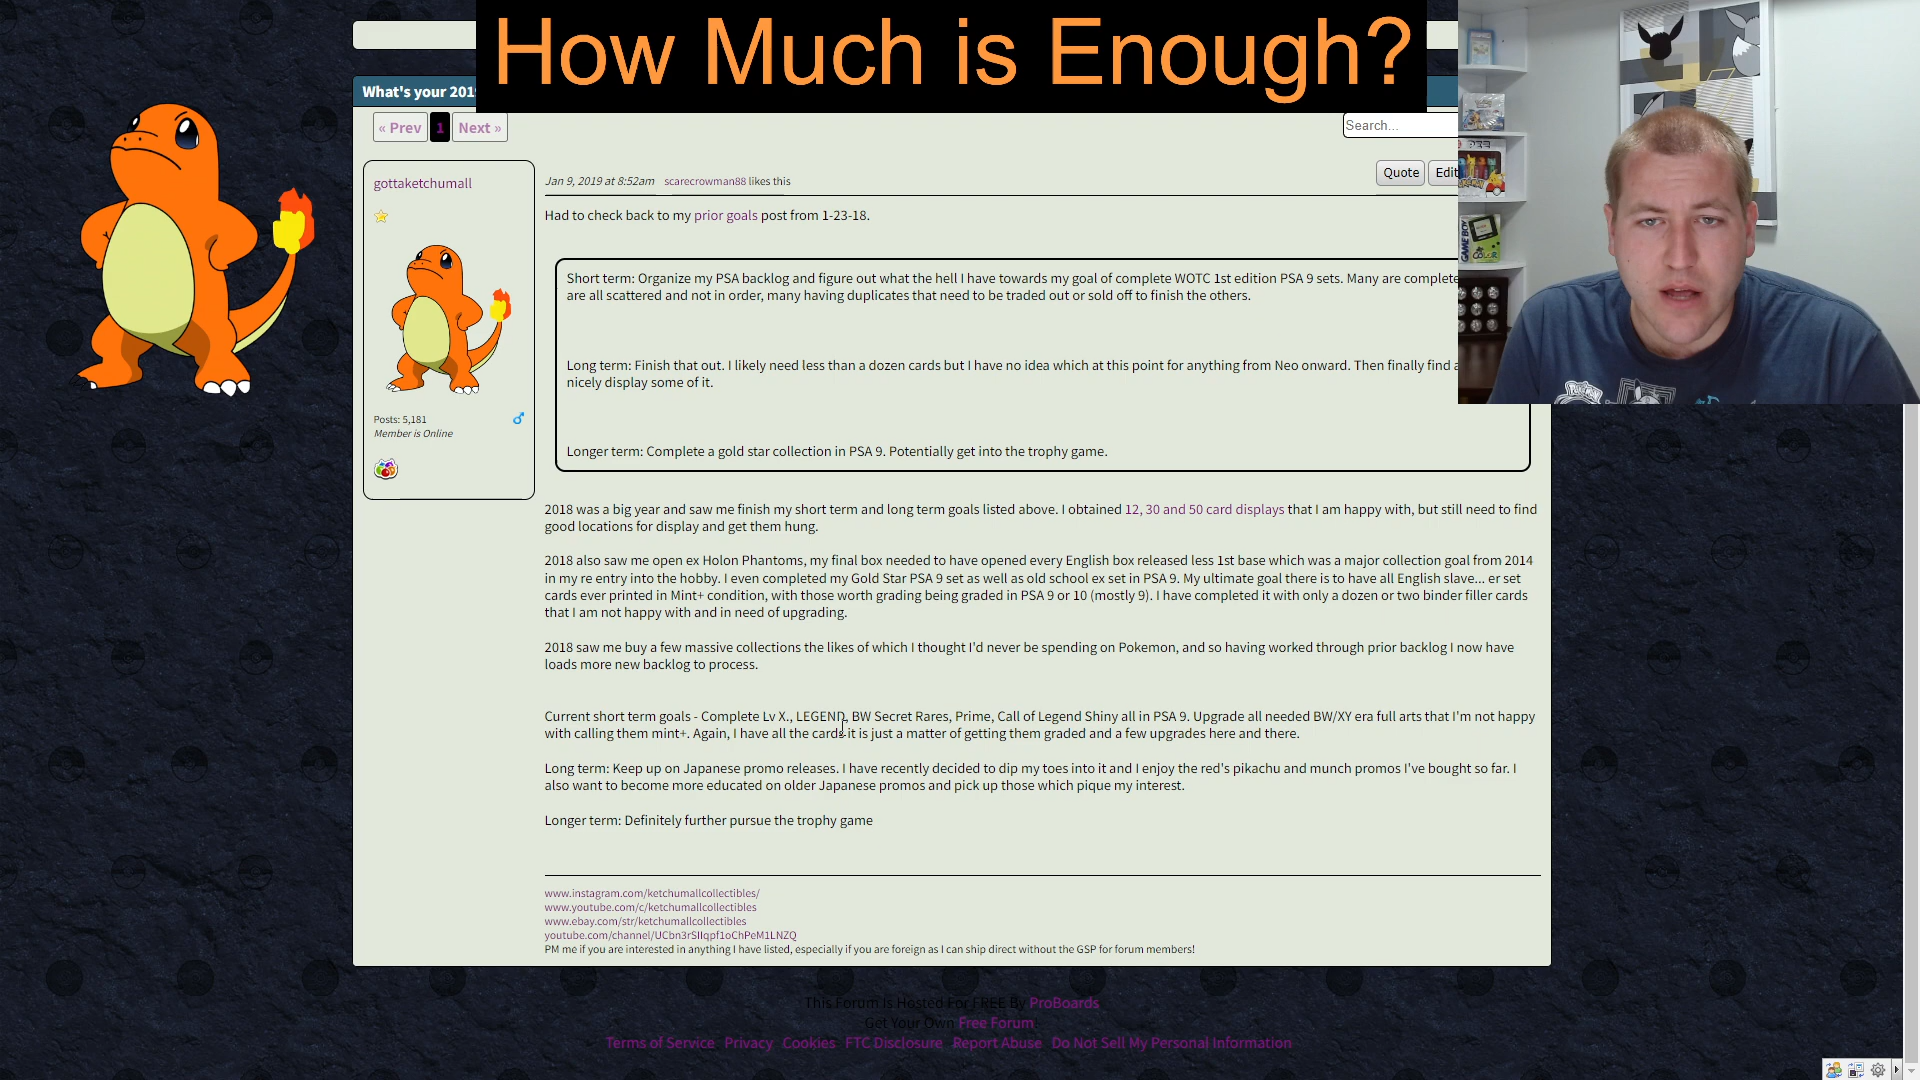 How Much is Enough?
What's your 201
« Prev 1 Next »
Search...
gottaketchumall
Posts: 5,181
Member is Online
Jan 9, 2019 at 8:52am scarecrowman88 likes this
Quote Edit
Had to check back to my prior goals post from 1-23-18.
Short term: Organize my PSA backlog and figure out what the hell I have towards my goal of complete WOTC 1st edition PSA 9 sets. Many are complete
are all scattered and not in order, many having duplicates that need to be traded out or sold off to finish the others.
Long term: Finish that out. I likely need less than a dozen cards but I have no idea which at this point for anything from Neo onward. Then finally find a
nicely display some of it.
Longer term: Complete a gold star collection in PSA 9. Potentially get into the trophy game.
2018 was a big year and saw me finish my short term and long term goals listed above. I obtained 12, 30 and 50 card displays that I am happy with, but still need to find
good locations for display and get them hung.
2018 also saw me open ex Holon Phantoms, my final box needed to have opened every English box released less 1st base which was a major collection goal from 2014
in my re entry into the hobby. I even completed my Gold Star PSA 9 set as well as old school ex set in PSA 9. My ultimate goal there is to have all English slave... er set
cards ever printed in Mint+ condition, with those worth grading being graded in PSA 9 or 10 (mostly 9). I have completed it with only a dozen or two binder filler cards
that I am not happy with and in need of upgrading.
2018 saw me buy a few massive collections the likes of which I thought I'd never be spending on Pokemon, and so having worked through prior backlog I now have
loads more new backlog to process.
Current short term goals - Complete Lv X., LEGEND, BW Secret Rares, Prime, Call of Legend Shiny all in PSA 9. Upgrade all needed BW/XY era full arts that I'm not happy
with calling them mint+. Again, I have all the cards it is just a matter of getting them graded and a few upgrades here and there.
Long term: Keep up on Japanese promo releases. I have recently decided to dip my toes into it and I enjoy the red's pikachu and munch promos I've bought so far. I
also want to become more educated on older Japanese promos and pick up those which pique my interest.
Longer term: Definitely further pursue the trophy game
www.instagram.com/ketchumallcollectibles/
www.youtube.com/c/ketchumallcollectibles
www.ebay.com/str/ketchumallcollectibles
youtube.com/channel/UCbn3rSIIqpf1oChPeM1LNZQ
PM me if you are interested in anything I have listed, especially if you are foreign as I can ship direct without the GSP for forum members!
This Forum Is Hosted For FREE By ProBoards
Get Your Own Free Forum
Terms of Service Privacy Cookies FTC Disclosure Report Abuse Do Not Sell My Personal Information
GAME BOY
COLOR